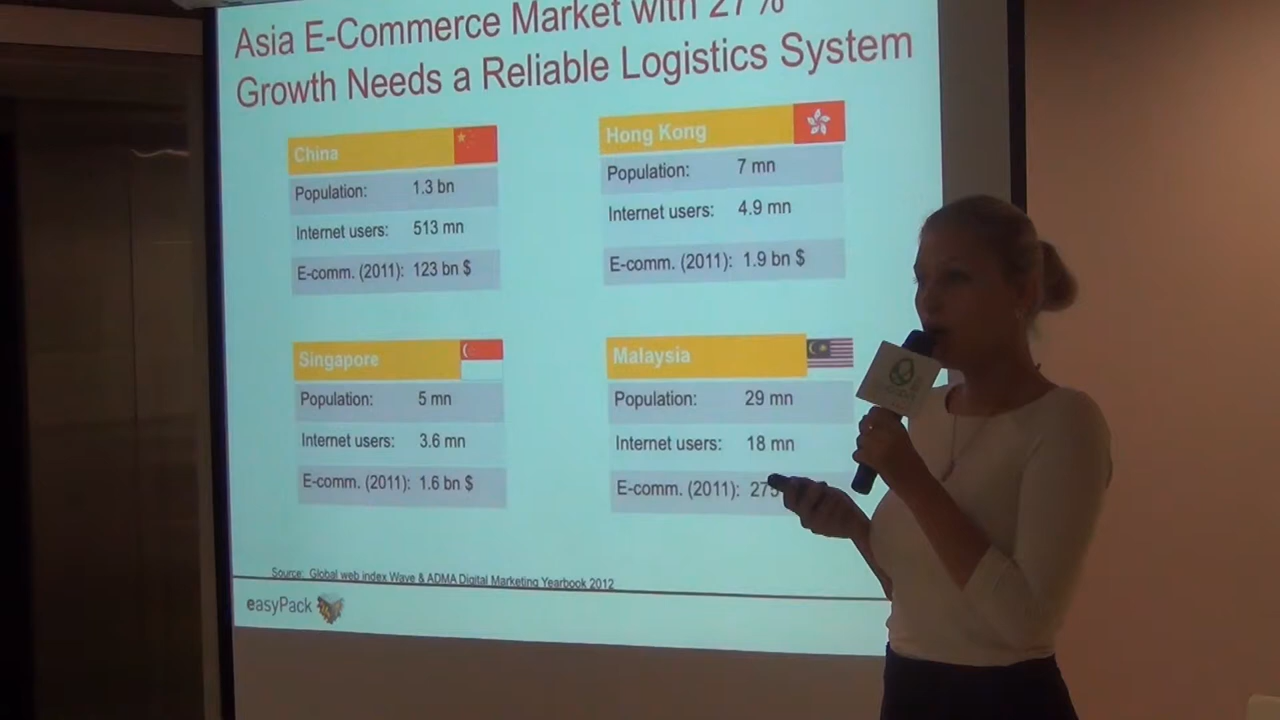 Asia E-Commerce Market with 27%
Growth Needs a Reliable Logistics System
China
Population: 1.3 bn
Internet users: 513 mn
E-comm. (2011): 123 bn $
Hong Kong
Population: 7 mn
Internet users: 4.9 mn
E-comm. (2011): 1.9 bn $
Singapore
Population: 5 mn
Internet users: 3.6 mn
E-comm. (2011): 1.6 bn $
Malaysia
Population: 29 mn
Internet users: 18 mn
E-comm. (2011): 275
Source: Global web index Wave & ADMA Digital Marketing Yearbook 2012
easyPack